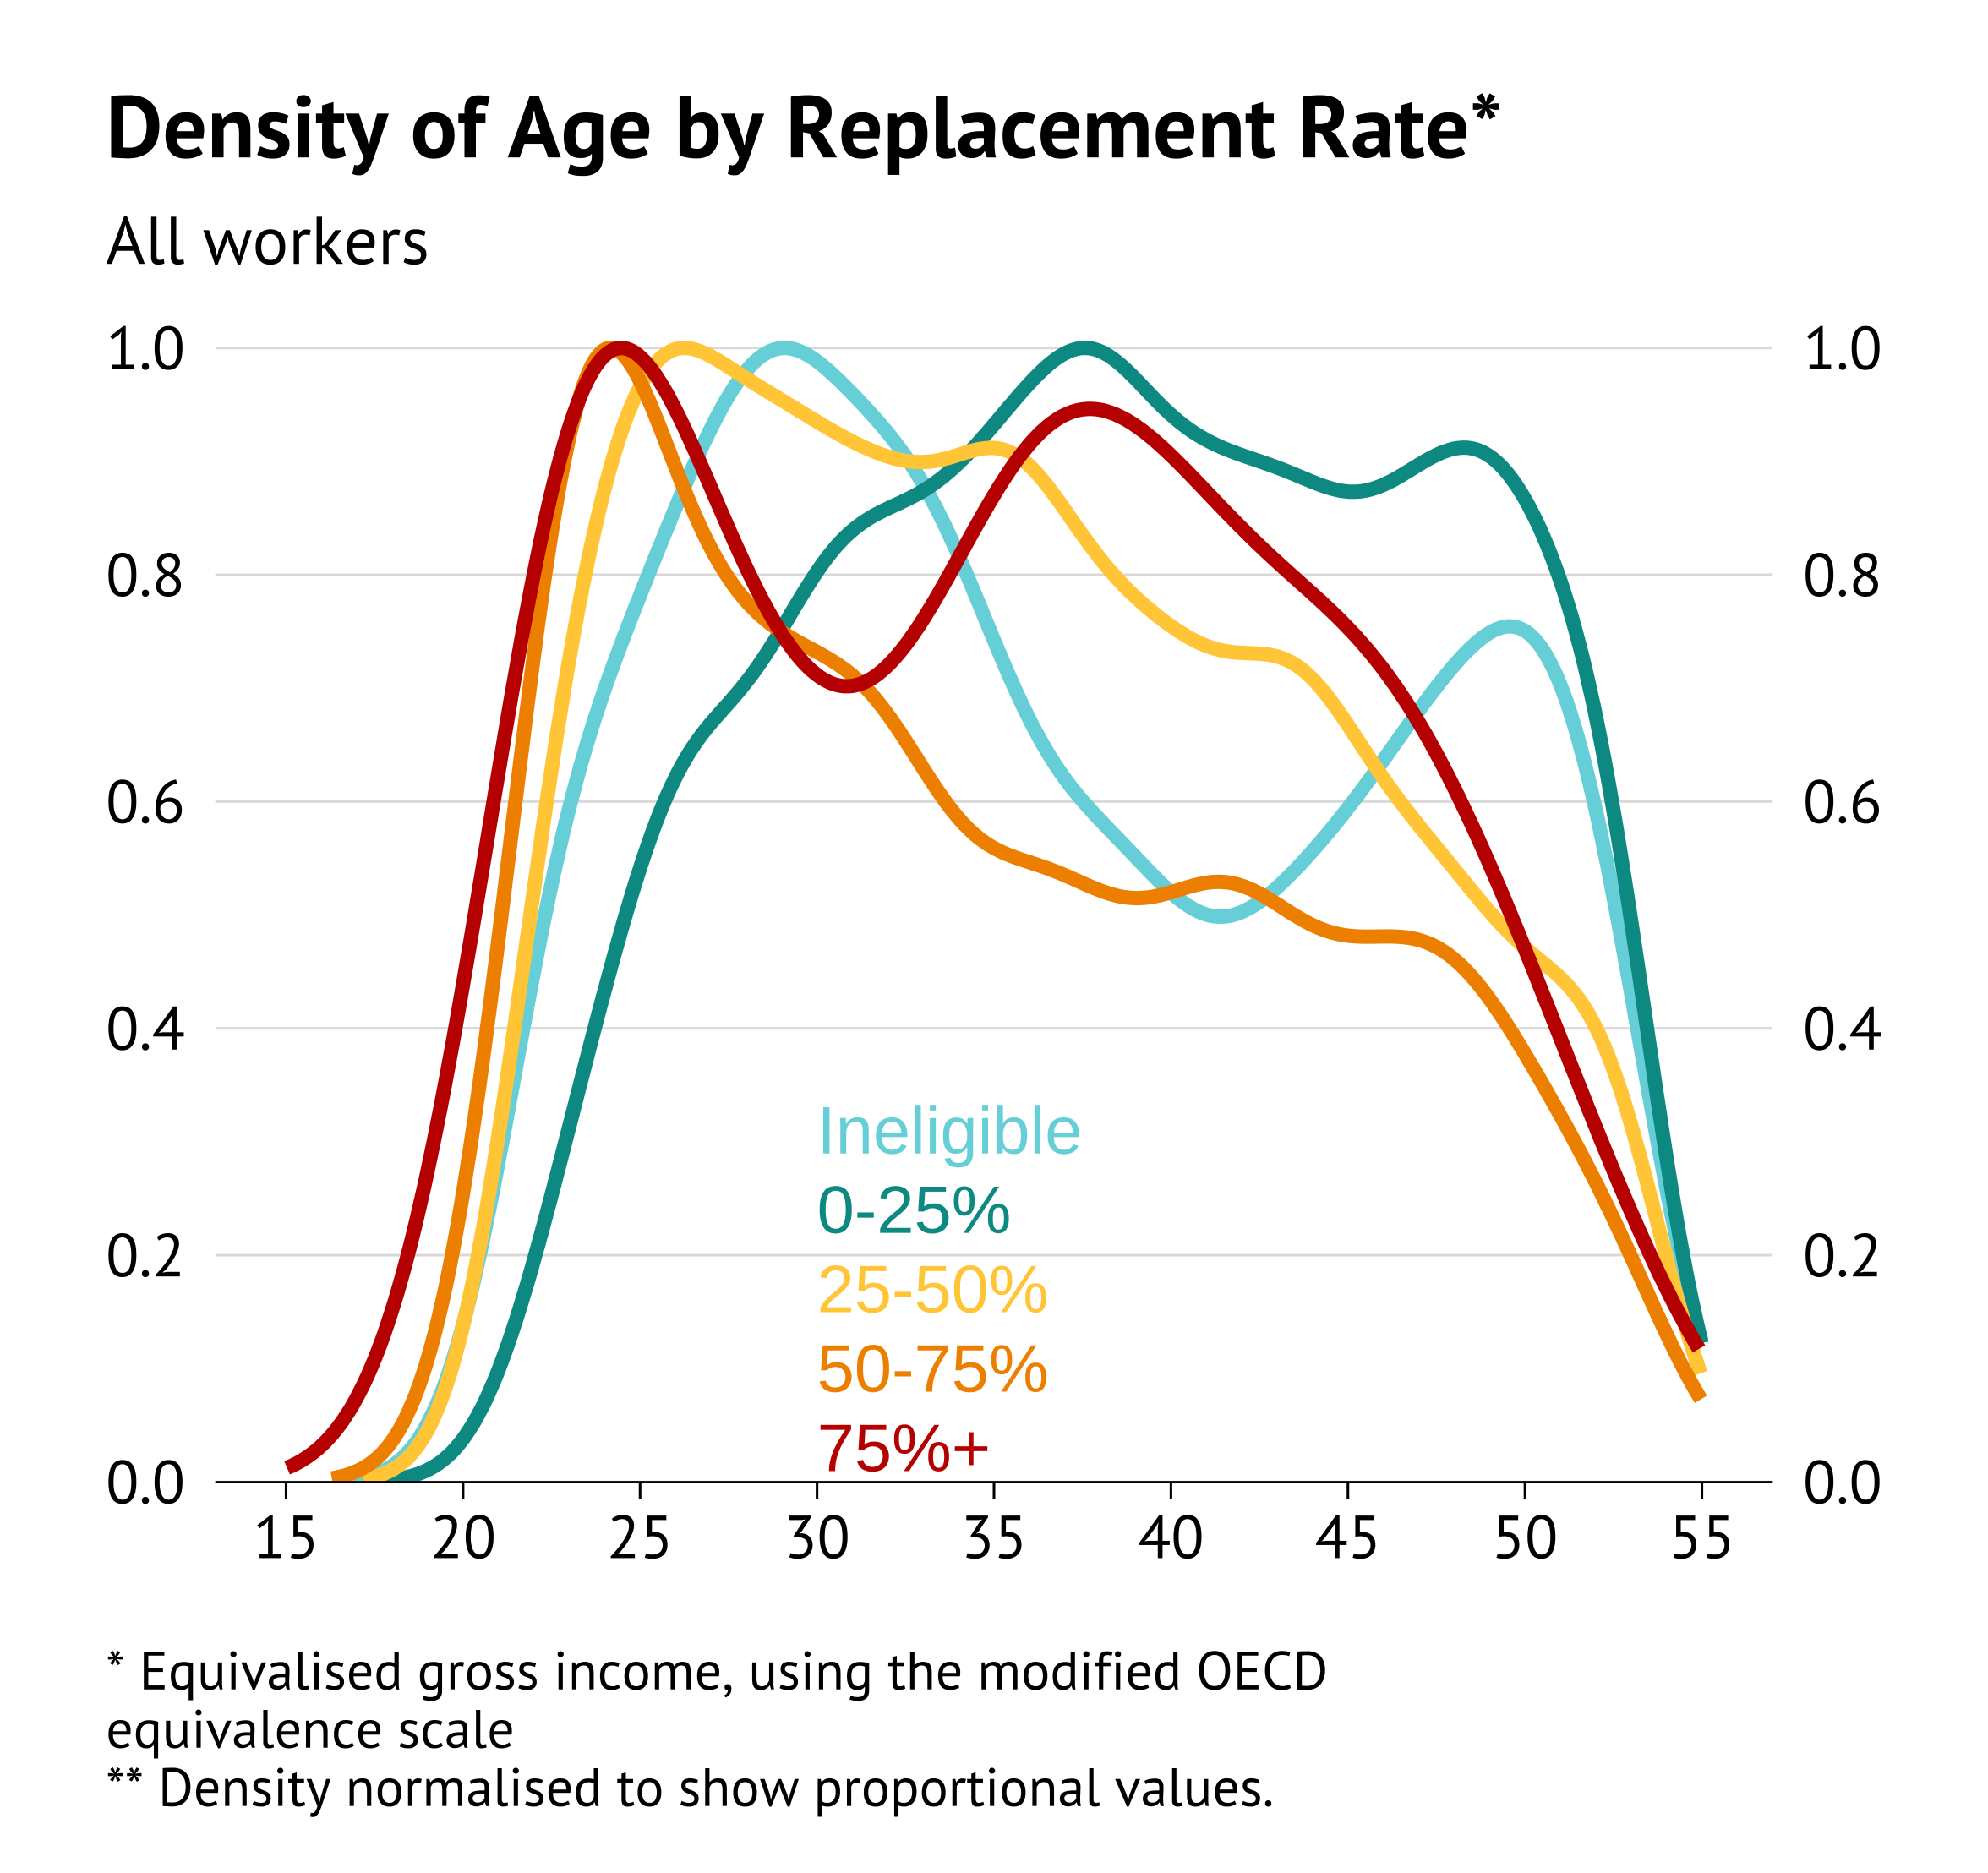 Density of Age by Replacement Rate*
All workers
1.0 1.0
0.8 0.8
0.6 0.6
0.4 0.4
Ineligible
0-25%
0.2 0.2
25-50%
50-75%
75%+
0.0 0.0
15 20 25 30 35 40 45 50 55
* Equivalised gross income, using the modified OECD
equivalence scale
** Density normalised to show proportional values.